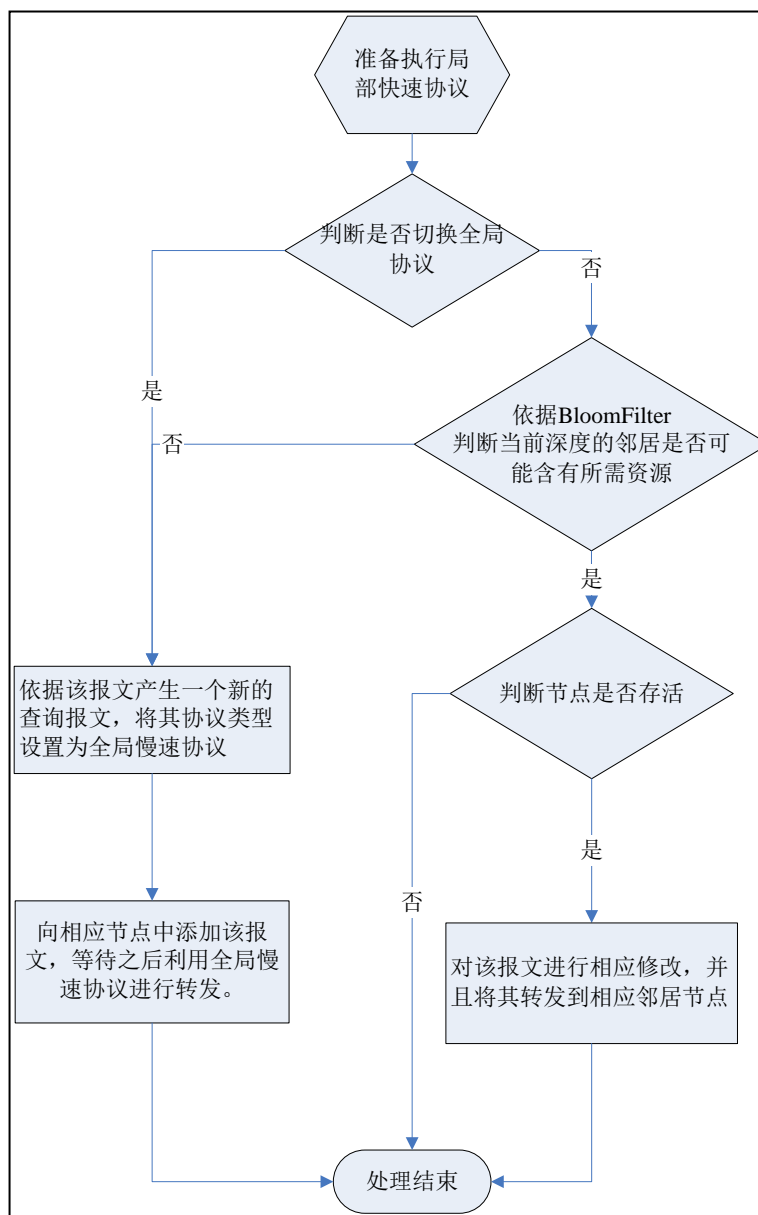 准备执行局
部快速协议
判断是否切换全局
协议
否
是
依据BloomFilter
判断当前深度的邻居是否可
能含有所需资源
否
是
依据该报文产生一个新的
查询报文，将其协议类型
设置为全局慢速协议
判断节点是否存活
是
否
向相应节点中添加该报
文，等待之后利用全局慢
速协议进行转发。
对该报文进行相应修改，并
且将其转发到相应邻居节点
处理结束